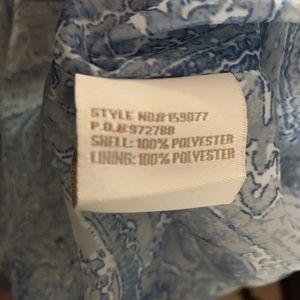 STYLE NO#159077
P.O.#972788
SHELL: 100% POLYESTER
LINING: 100% POLYESTER